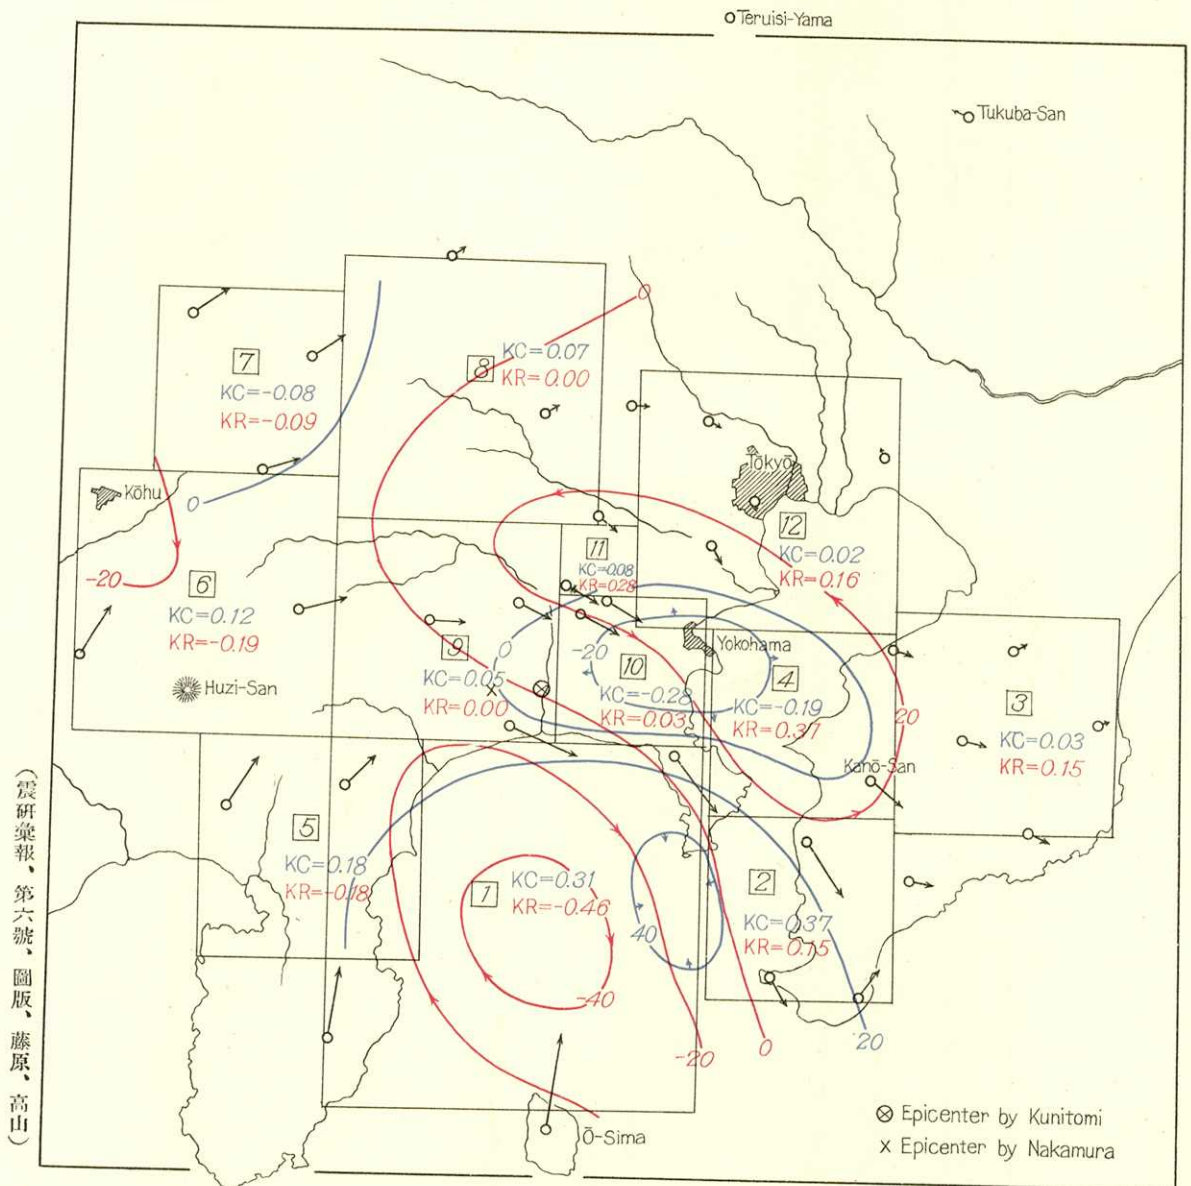 Teruisi-Yama
Tukuba-San
0
7
KC=-0.08
KR=-0.09
8
KC=0.07
KR=0.00
0
Kōhu
-20
6
KC=0.12
KR=-0.19
Huzi-San
Tōkyō
12
KC=0.02
KR=0.16
11
KC=0.08
KR=0.28
9
KC=0.05
KR=0.00
0
-20
10
KC=-0.28
KR=0.03
Yokohama
4
KC=-0.19
KR=0.37
20
3
KC=0.03
KR=0.15
Kanō-San
5
KC=0.18
KR=-0.18
1
KC=0.31
KR=-0.46
-40
40
2
KC=0.37
KR=0.15
-20
0
20
Ō-Sima
Epicenter by Kunitomi
x Epicenter by Nakamura
(震研彙報、第六號、圖版、藤原、高山)